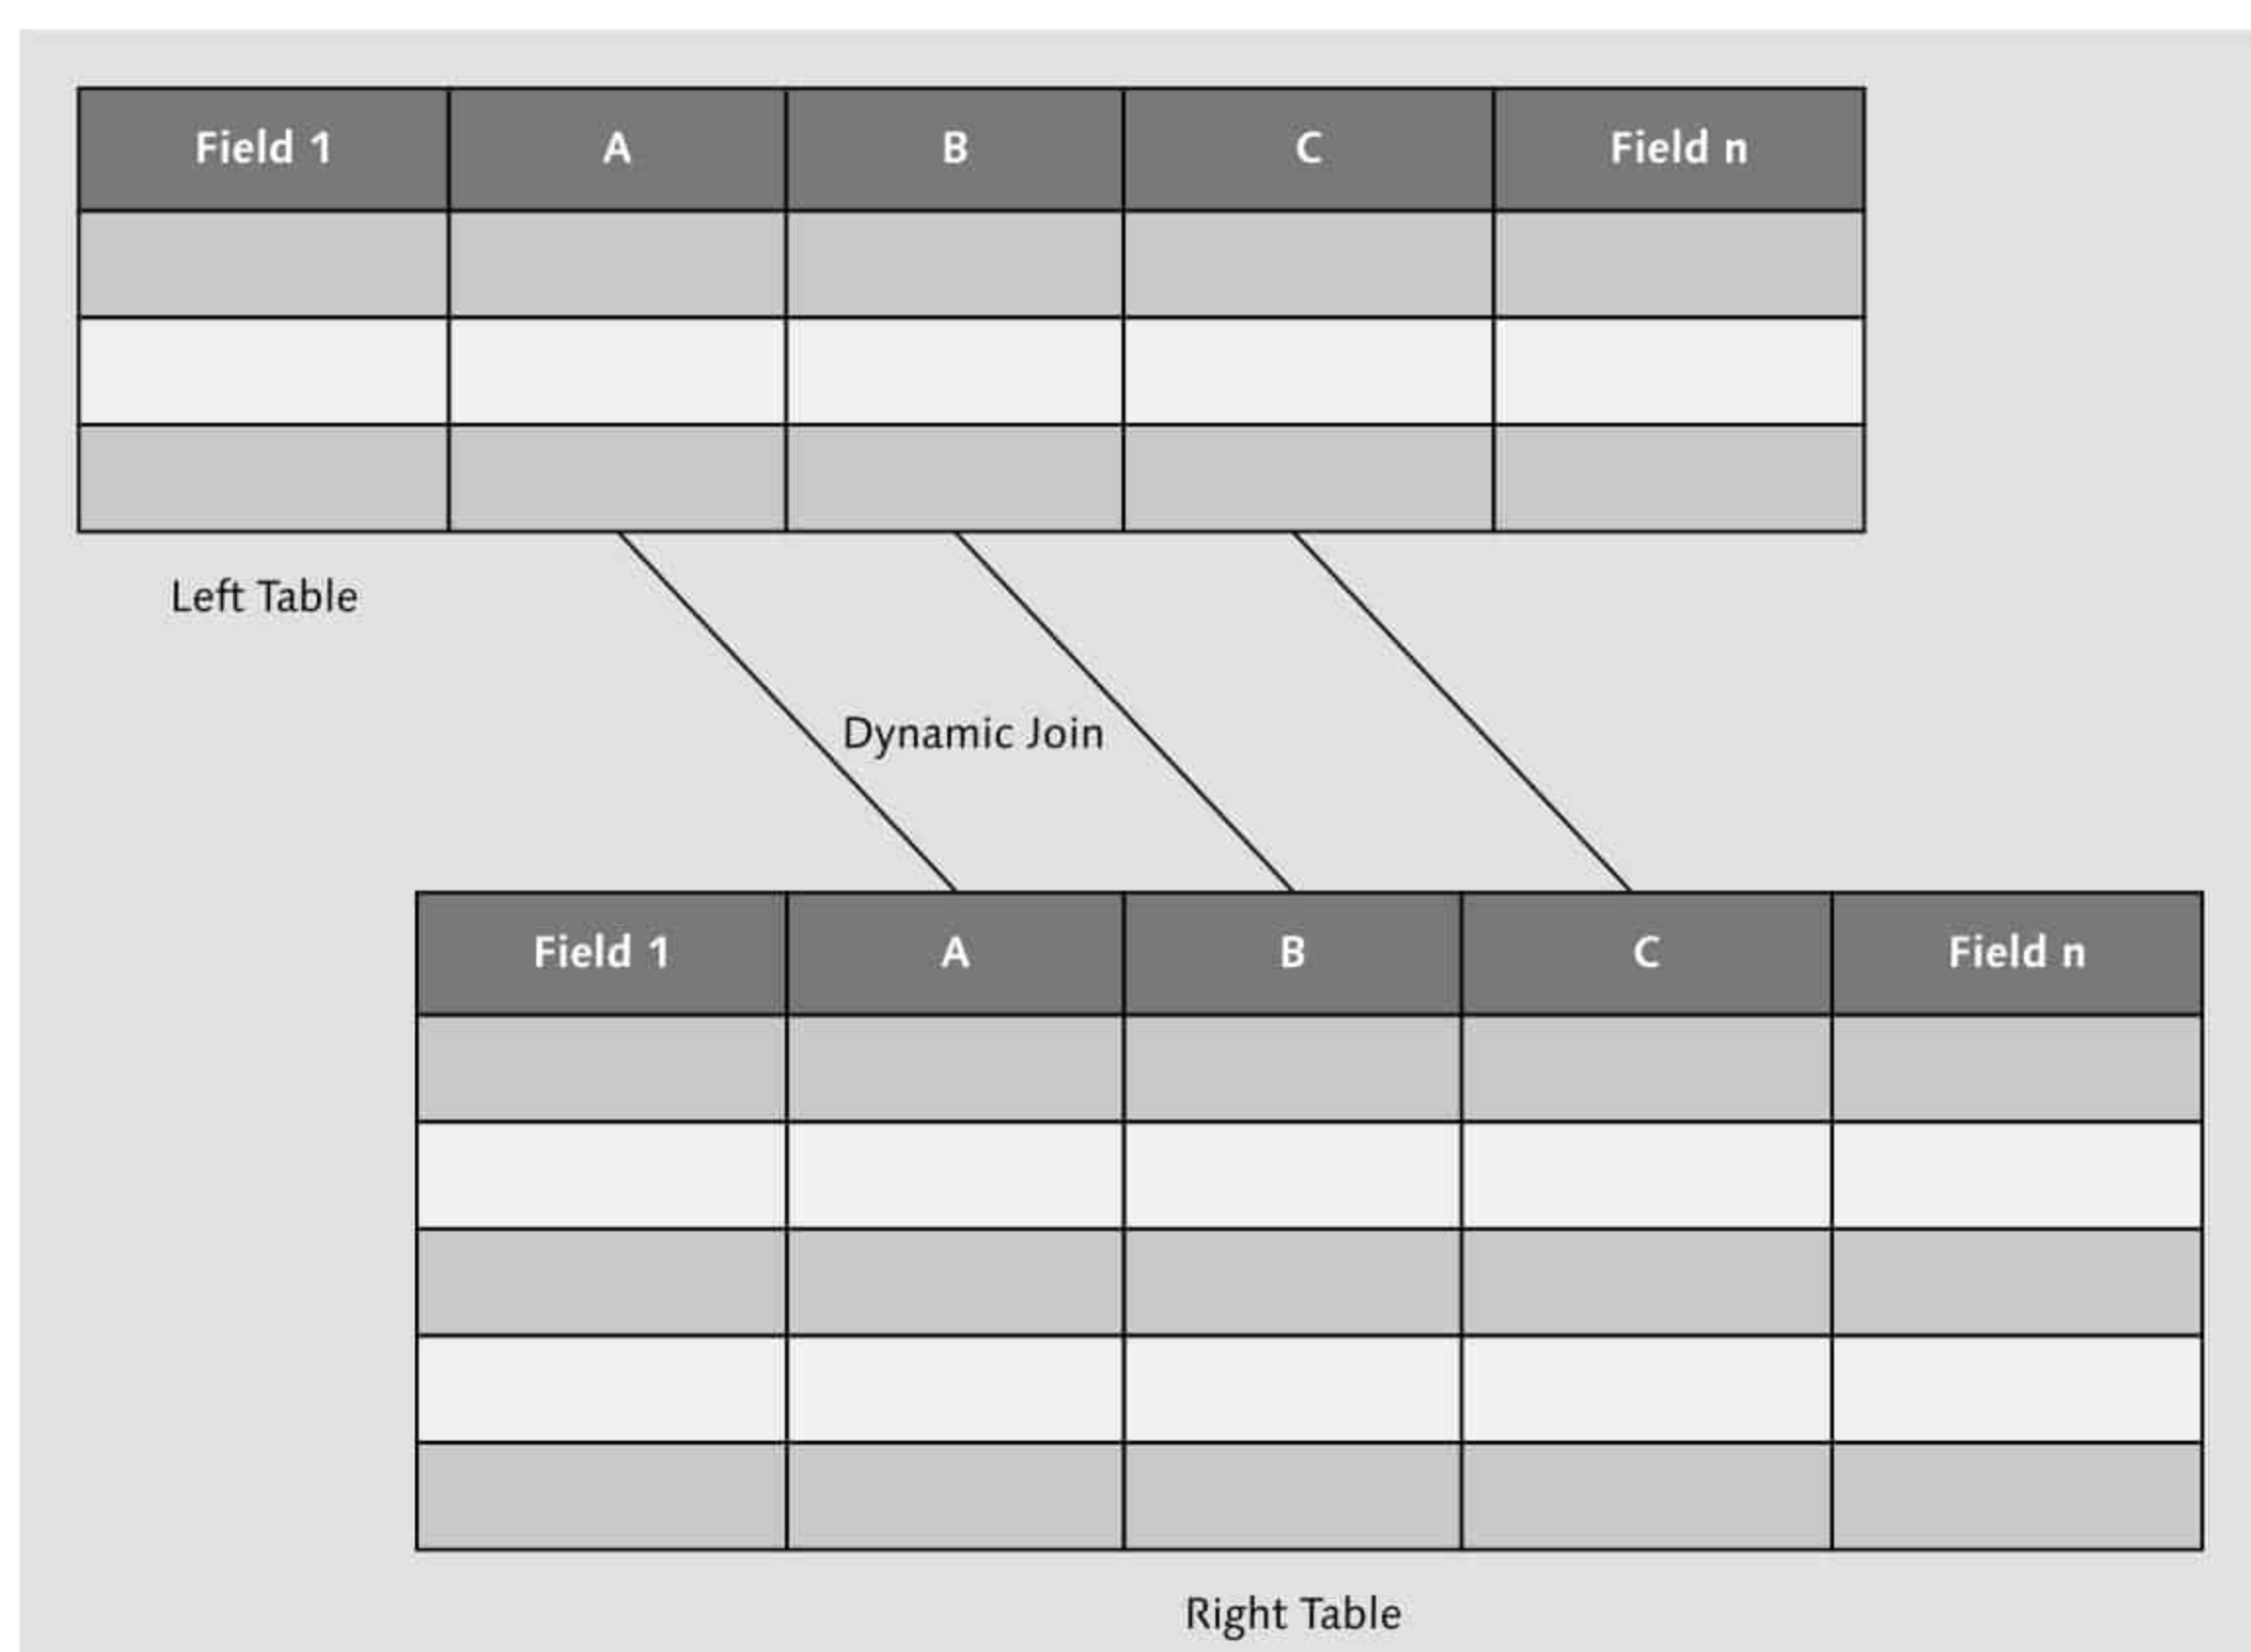 Field 1 A B C Field n
Left Table
Dynamic Join
Field 1 A B C Field n
Right Table